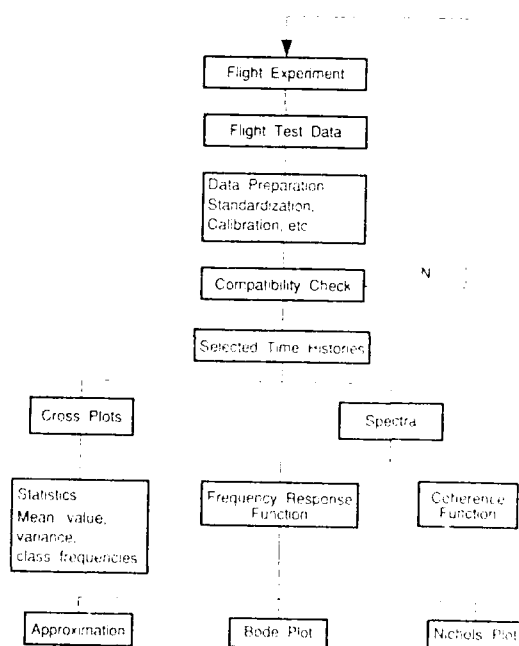 Flight Experiment
Flight Test Data
Data Preparation
Standardization,
Calibration, etc
Compatibility Check
N
Selected Time Histories
Cross Plots
Spectra
Statistics
Mean value,
variance,
class frequencies
Frequency Response
Function
Coherence
Function
Approximation
Bode Plot
Nichols Plot